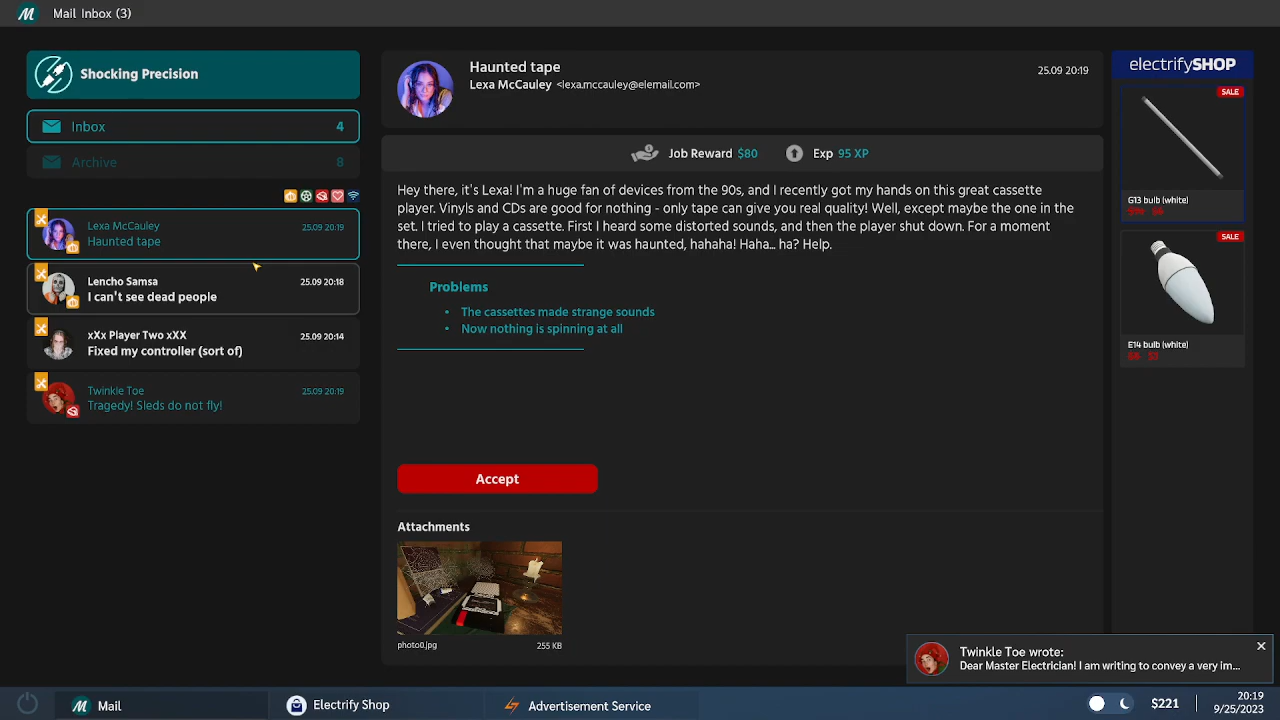 Mail Inbox (3)
Shocking Precision
Inbox 4
Archive 8
Lexa McCauley 25.09 20:19
Haunted tape
Lencho Samsa 25.09 20:18
I can't see dead people
xXx Player Two xXX 25.09 20:14
Fixed my controller (sort of)
Twinkle Toe 25.09 20:19
Tragedy! Sleds do not fly!
Haunted tape
Lexa McCauley <lexa.mccauley@elemail.com>
25.09 20:19
Job Reward $80 Exp 95 XP
Hey there, it's Lexa! I'm a huge fan of devices from the 90s, and I recently got my hands on this great cassette
player. Vinyls and CDs are good for nothing - only tape can give you real quality! Well, except maybe the one in the
set. I tried to play a cassette. First I heard some distorted sounds, and then the player shut down. For a moment
there, I even thought that maybe it was haunted, hahaha! Haha... ha? Help.
Problems
• The cassettes made strange sounds
• Now nothing is spinning at all
Accept
Attachments
photo0.jpg 255 KB
electrifySHOP
SALE
G13 bulb (white)
SALE
E14 bulb (white)
Twinkle Toe wrote:
Dear Master Electrician! I am writing to convey a very im...
Mail
Electrify Shop
Advertisement Service
$221
20:19
9/25/2023